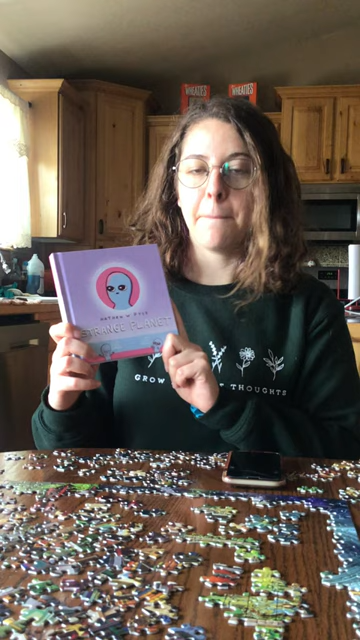 WHEATIES
WHEATIES
NATHAN W. PYLE
STRANGE PLANET
GROW
THOUGHTS